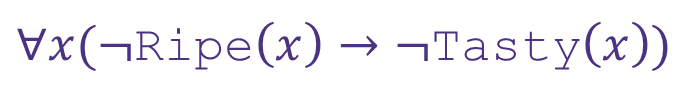 ∀x(¬Ripe(x) → ¬Tasty(x))